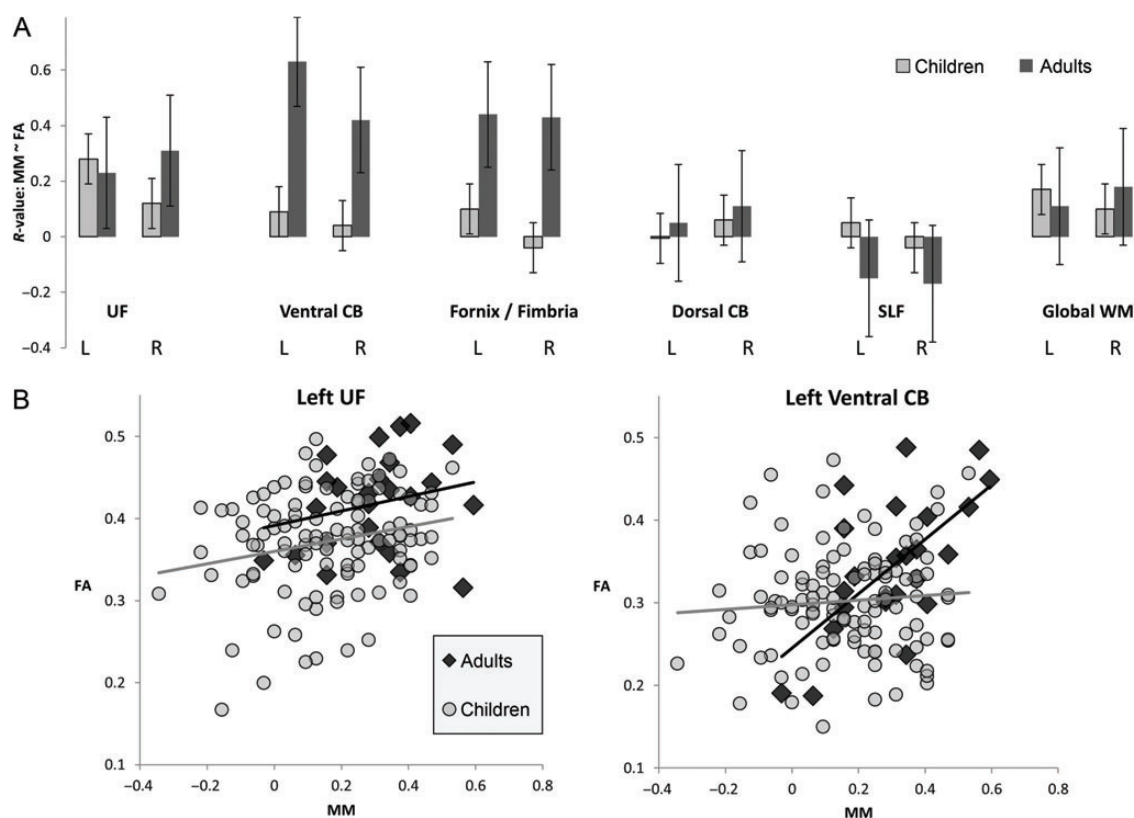 A
Children Adults
R-value: MM ~ FA
0.6
0.4
0.2
0
−0.2
−0.4
UF Ventral CB Fornix / Fimbria Dorsal CB SLF Global WM
L R L R L R L R L R L R
B
Left UF
FA
0.5
0.4
0.3
0.2
0.1
Adults
Children
−0.4 −0.2 0 0.2 0.4 0.6 0.8
MM
Left Ventral CB
FA
0.5
0.4
0.3
0.2
0.1
−0.4 −0.2 0 0.2 0.4 0.6 0.8
MM